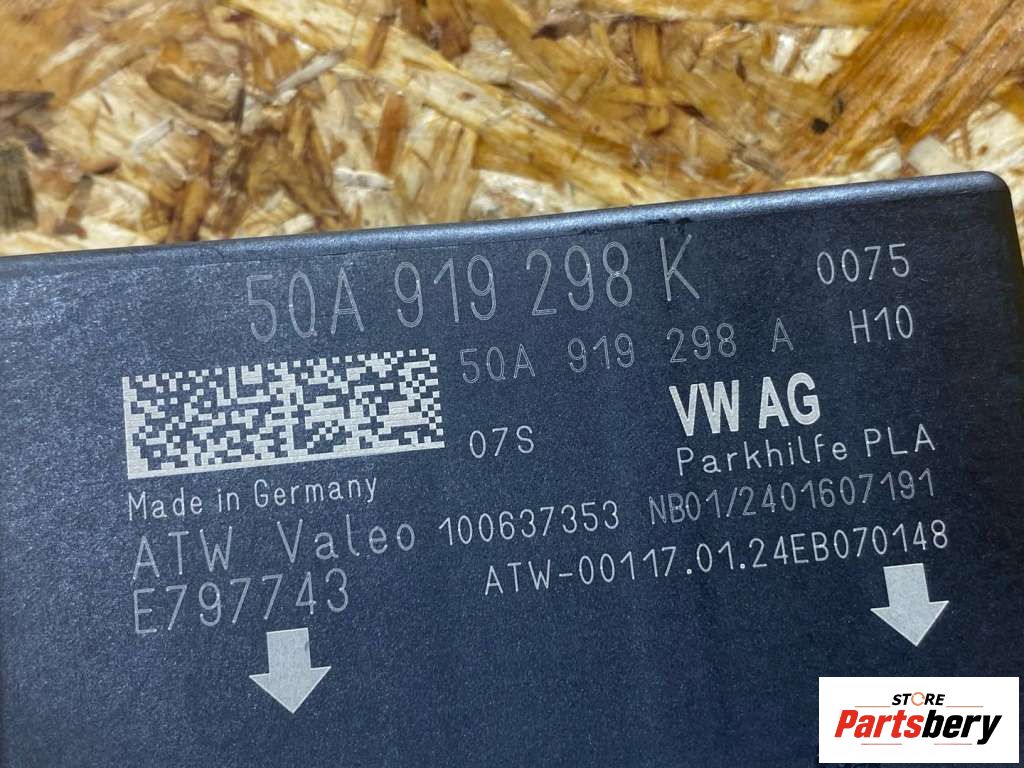 5QA 919 298 K 0075
5QA 919 298 A H10
VW AG
07S Parkhilfe PLA
Made in Germany
ATW Valeo 100637353 NB01/2401607191
E797743 ATW-00117.01.24EB070148
STORE
Partsbery